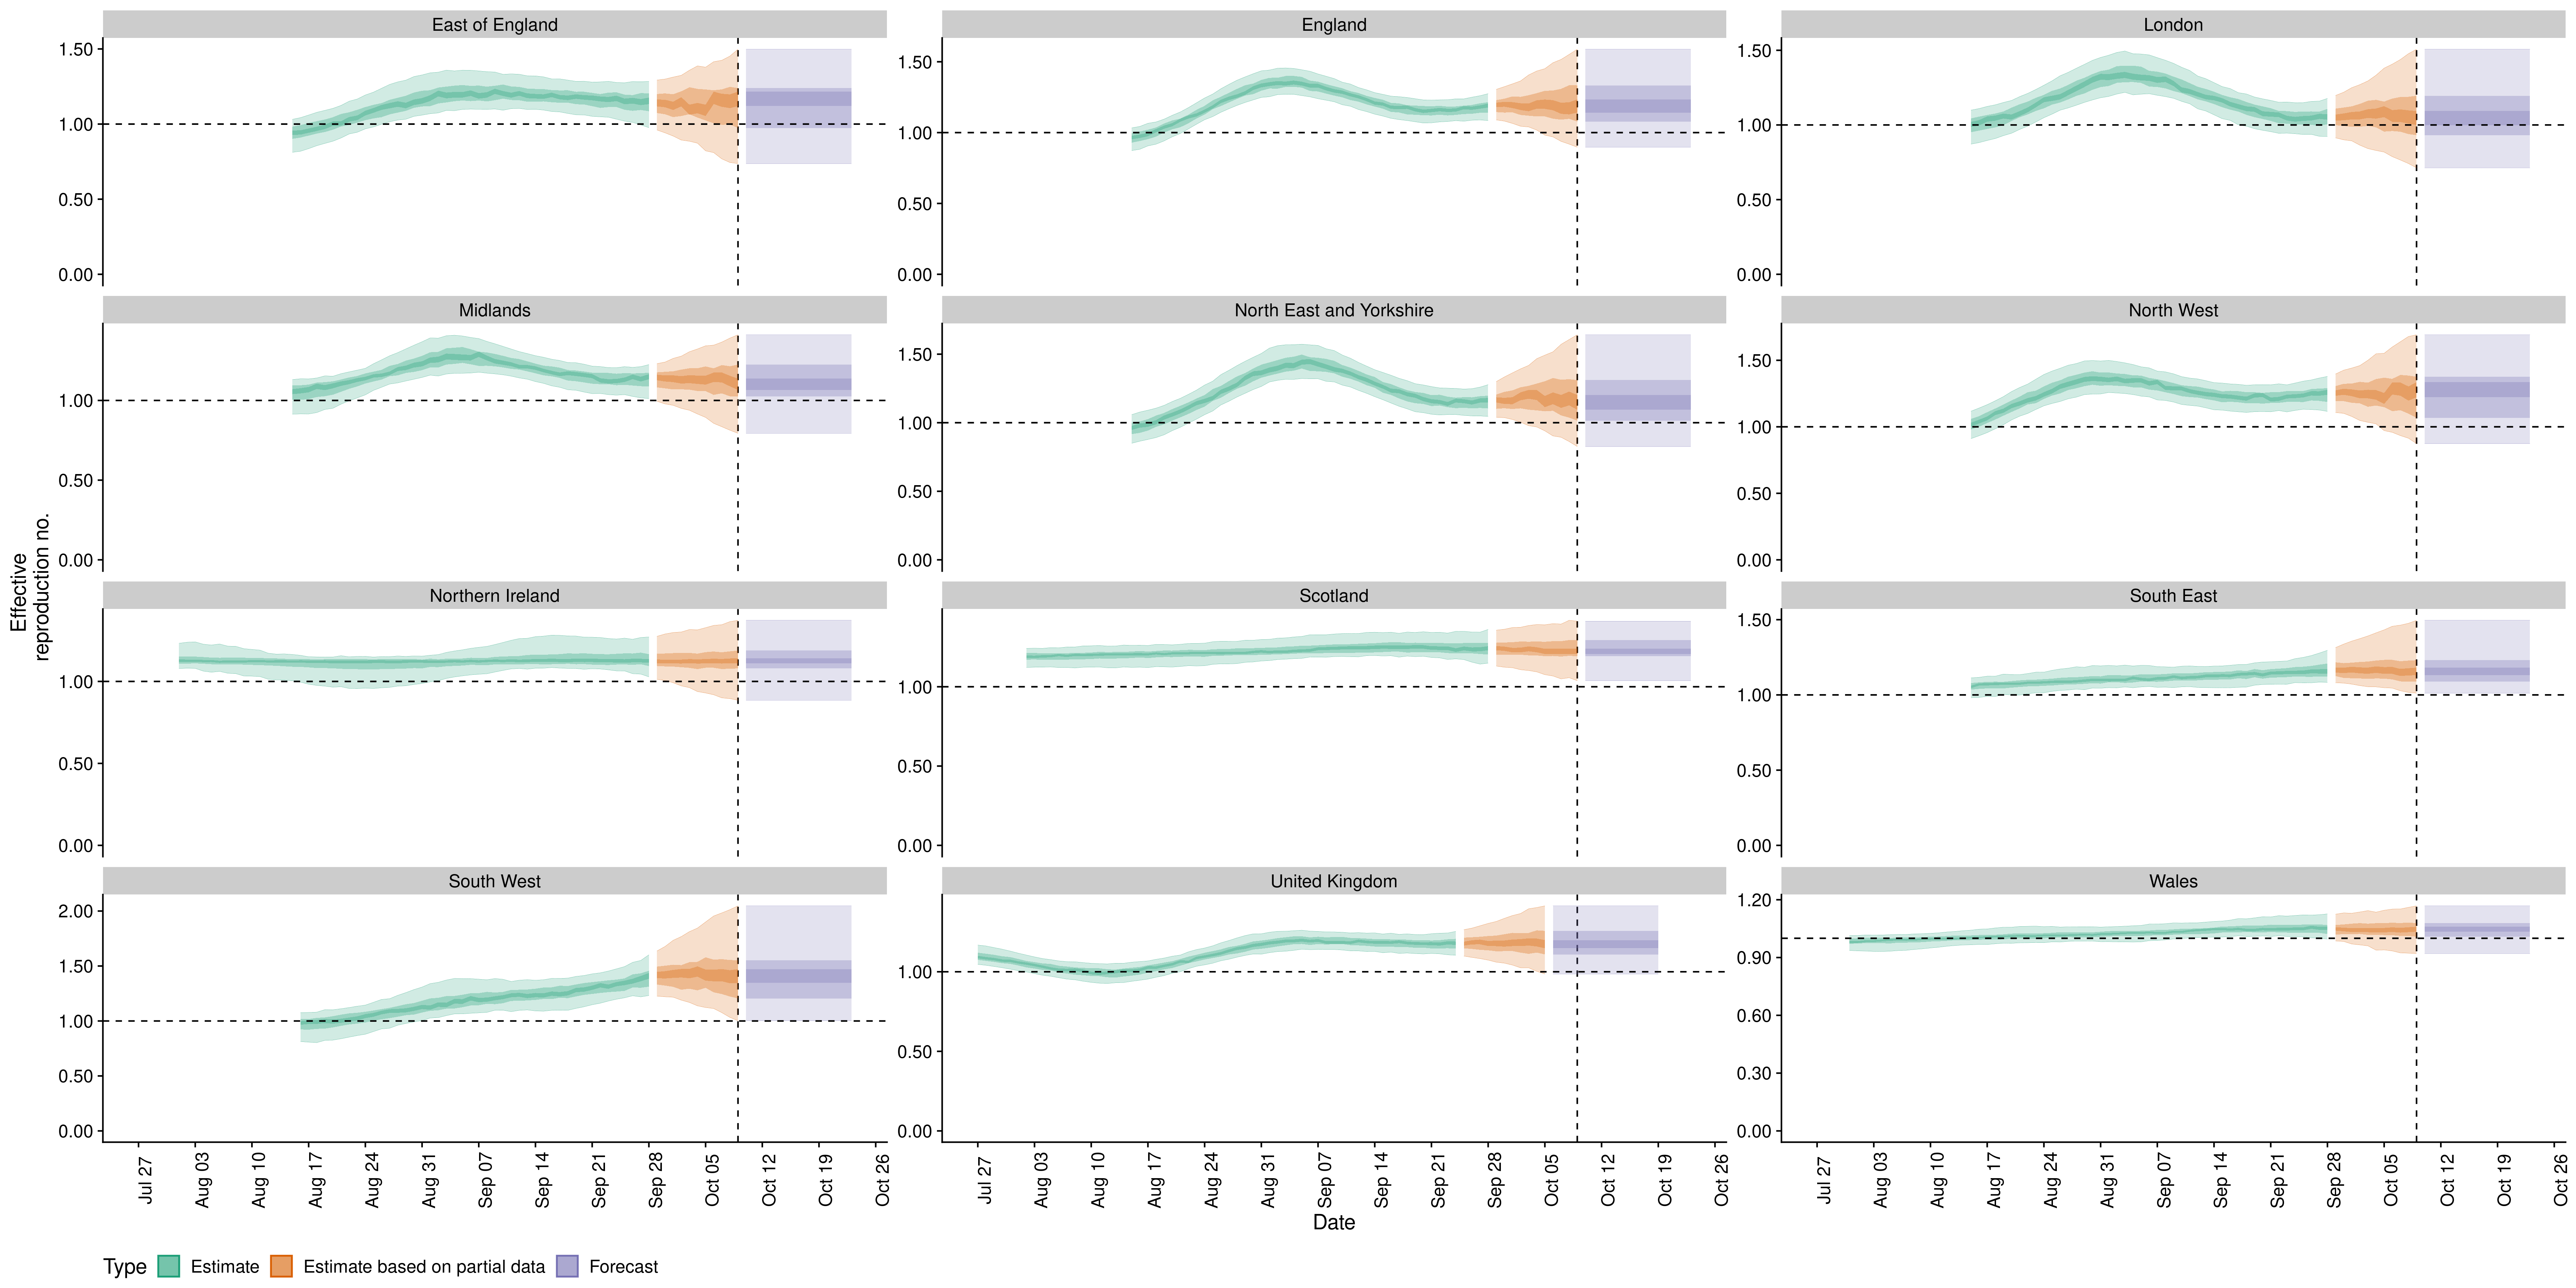 East of England
England
London
1.50
1.00
0.50
0.00
1.50
1.00
0.50
0.00
1.50
1.00
0.50
0.00
Midlands
North East and Yorkshire
North West
1.00
0.50
0.00
1.50
1.00
0.50
0.00
1.50
1.00
0.50
0.00
Effective
reproduction no.
Northern Ireland
Scotland
South East
1.00
0.50
0.00
1.00
0.50
0.00
1.50
1.00
0.50
0.00
South West
United Kingdom
Wales
2.00
1.50
1.00
0.50
0.00
1.00
0.50
0.00
1.20
0.90
0.60
0.30
0.00
Jul 27
Aug 03
Aug 10
Aug 17
Aug 24
Aug 31
Sep 07
Sep 14
Sep 21
Sep 28
Oct 05
Oct 12
Oct 19
Oct 26
Jul 27
Aug 03
Aug 10
Aug 17
Aug 24
Aug 31
Sep 07
Sep 14
Sep 21
Sep 28
Oct 05
Oct 12
Oct 19
Oct 26
Jul 27
Aug 03
Aug 10
Aug 17
Aug 24
Aug 31
Sep 07
Sep 14
Sep 21
Sep 28
Oct 05
Oct 12
Oct 19
Oct 26
Date
Type Estimate Estimate based on partial data Forecast